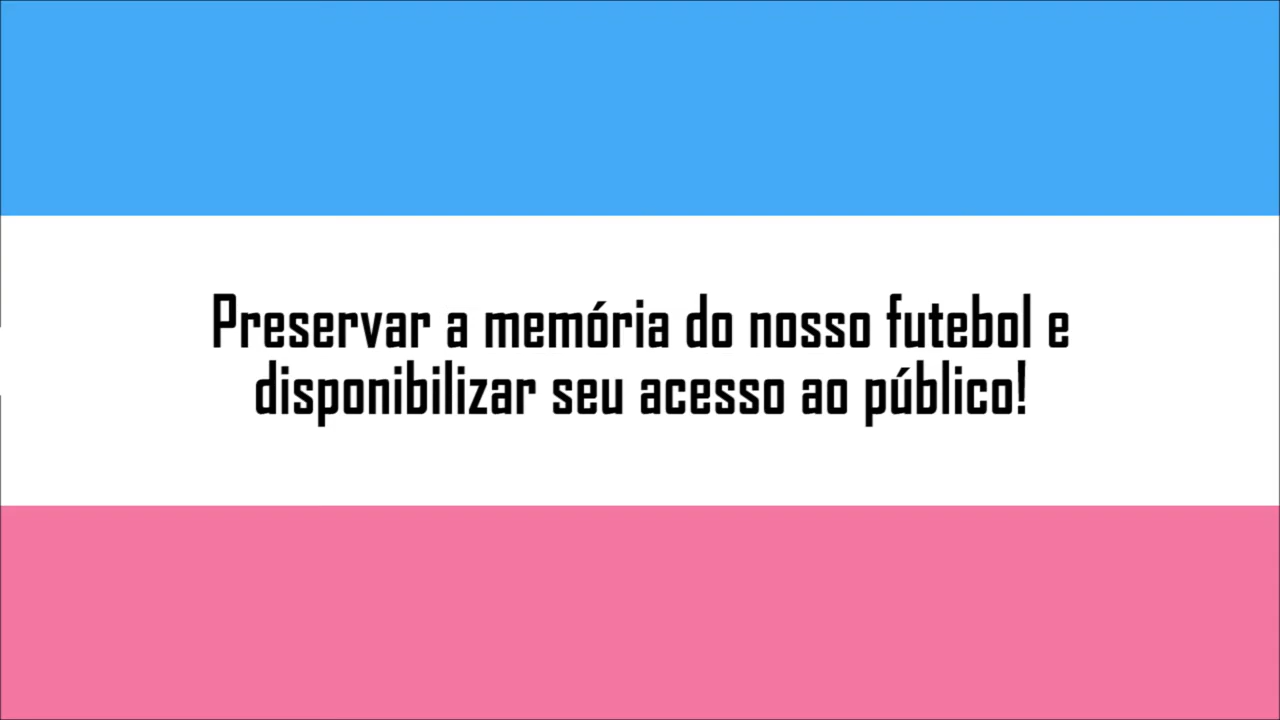 Preservar a memória do nosso futebol e
disponibilizar seu acesso ao público!